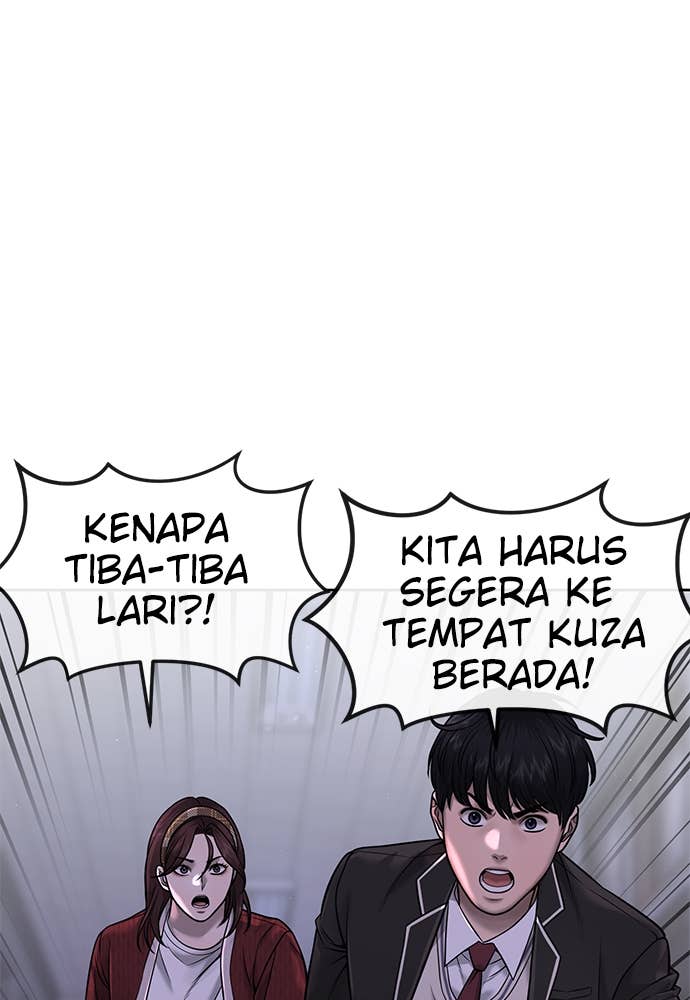 KENAPA
TIBA-TIBA
LARI?!
KITA HARUS
SEGERA KE
TEMPAT KUZA
BERADA!